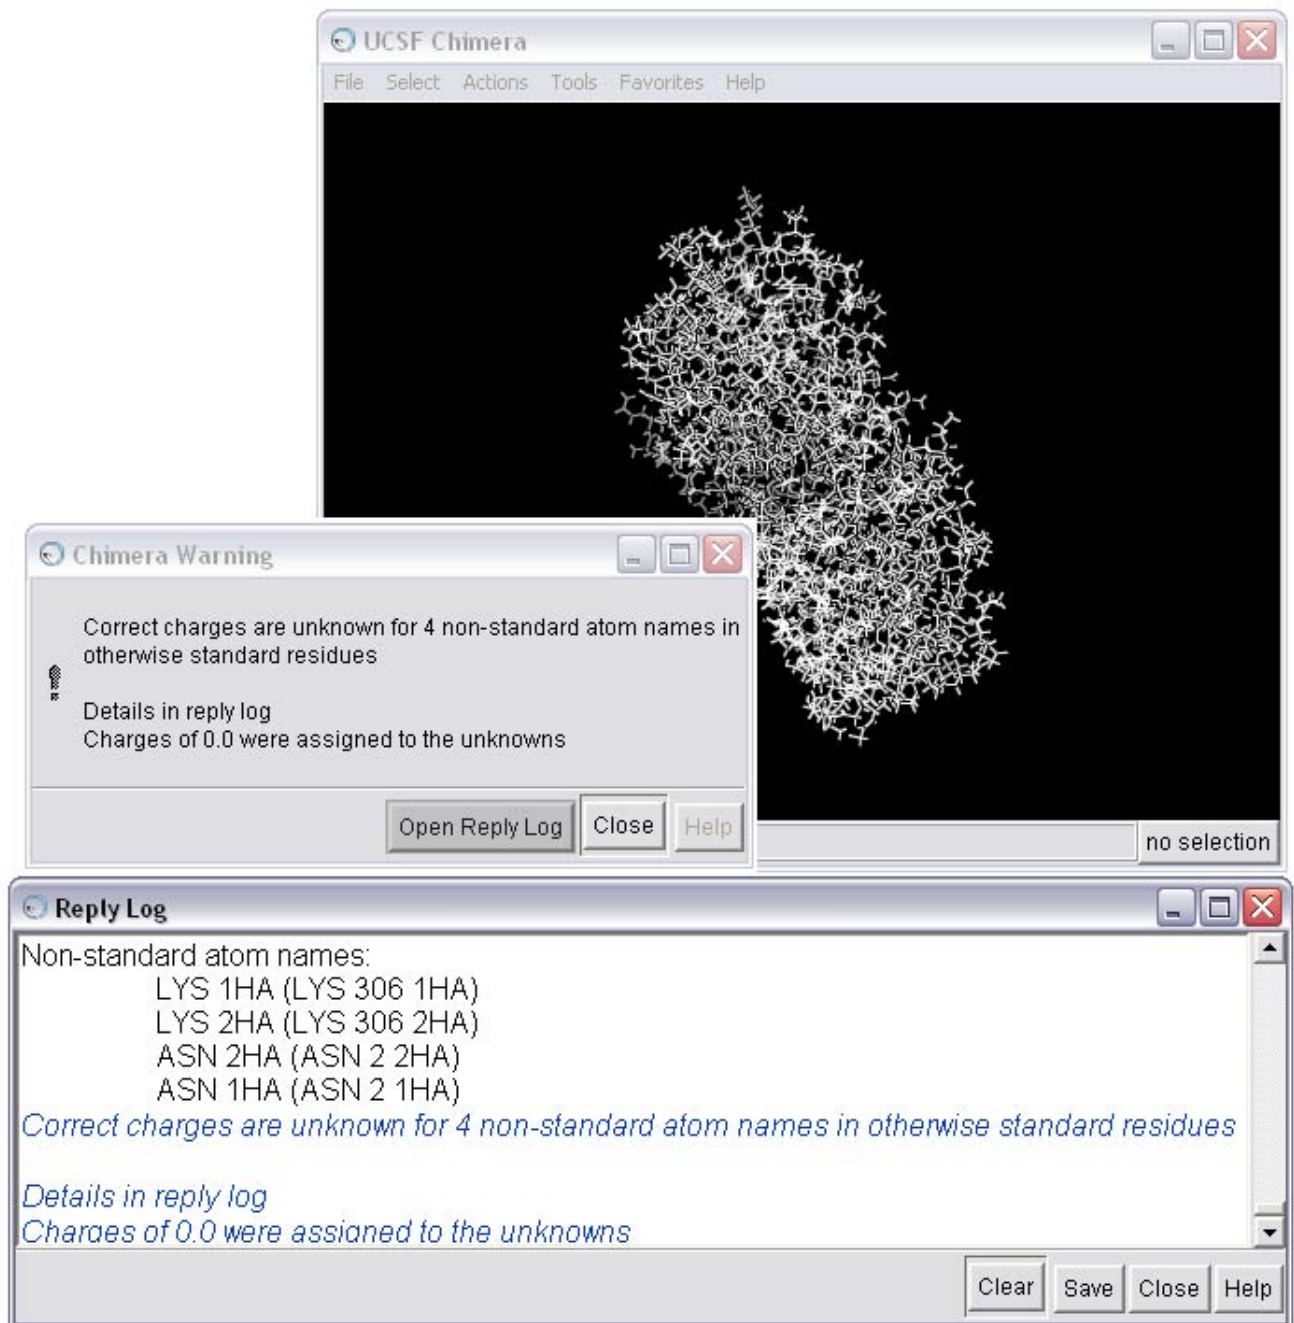 UCSF Chimera
File Select Actions Tools Favorites Help
Chimera Warning
Correct charges are unknown for 4 non-standard atom names in
otherwise standard residues
Details in reply log
Charges of 0.0 were assigned to the unknowns
Open Reply Log Close Help
no selection
Reply Log
Non-standard atom names:
LYS 1HA (LYS 306 1HA)
LYS 2HA (LYS 306 2HA)
ASN 2HA (ASN 2 2HA)
ASN 1HA (ASN 2 1HA)
Correct charges are unknown for 4 non-standard atom names in otherwise standard residues
Details in reply log
Charges of 0.0 were assigned to the unknowns
Clear Save Close Help